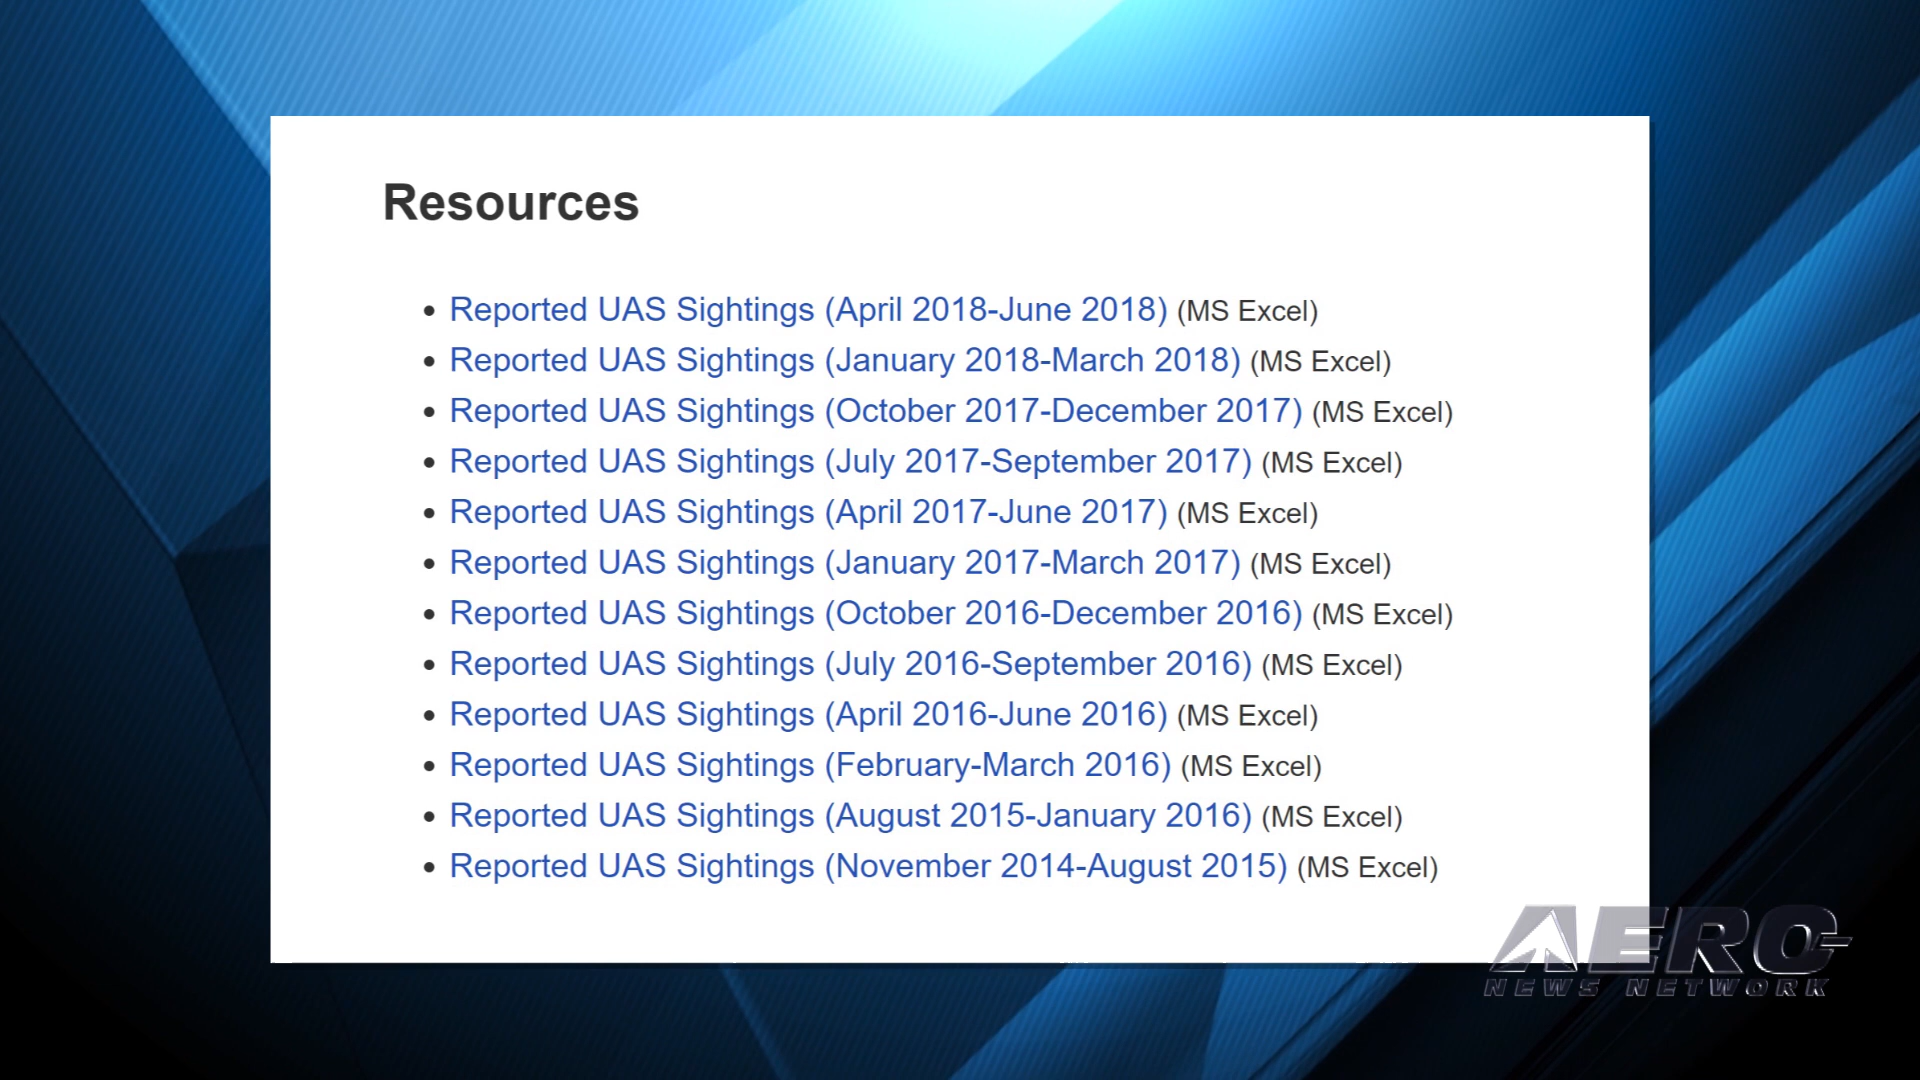 Resources
Reported UAS Sightings (April 2018-June 2018) (MS Excel)
Reported UAS Sightings (January 2018-March 2018) (MS Excel)
Reported UAS Sightings (October 2017-December 2017) (MS Excel)
Reported UAS Sightings (July 2017-September 2017) (MS Excel)
Reported UAS Sightings (April 2017-June 2017) (MS Excel)
Reported UAS Sightings (January 2017-March 2017) (MS Excel)
Reported UAS Sightings (October 2016-December 2016) (MS Excel)
Reported UAS Sightings (July 2016-September 2016) (MS Excel)
Reported UAS Sightings (April 2016-June 2016) (MS Excel)
Reported UAS Sightings (February-March 2016) (MS Excel)
Reported UAS Sightings (August 2015-January 2016) (MS Excel)
Reported UAS Sightings (November 2014-August 2015) (MS Excel)
AERO-
NEWS NETWORK